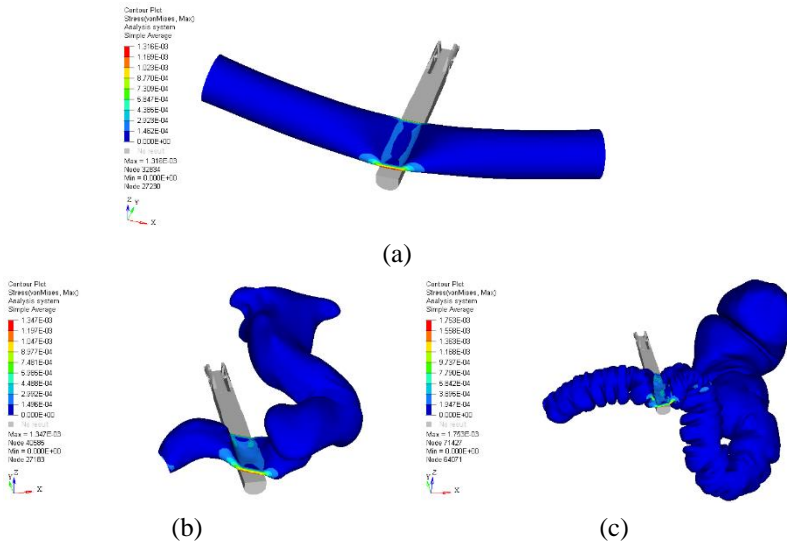 Contour Plot
Stress(vonMises, Max)
Analysis system
Simple Average
1.316E-03
1.169E-03
1.023E-03
8.770E-04
7.309E-04
5.847E-04
4.385E-04
2.923E-04
1.462E-04
0.000E+00
No result
Max = 1.316E-03
Node 32834
Min = 0.000E+00
Node 27230
Z
Y
X
(a)
Contour Plot
Stress(vonMises, Max)
Analysis system
Simple Average
1.347E-03
1.197E-03
1.047E-03
8.977E-04
7.481E-04
5.985E-04
4.488E-04
2.992E-04
1.496E-04
0.000E+00
No result
Max = 1.347E-03
Node 40585
Min = 0.000E+00
Node 27183
Z
Y
X
(b)
Contour Plot
Stress(vonMises, Max)
Analysis system
Simple Average
1.753E-03
1.558E-03
1.363E-03
1.168E-03
9.737E-04
7.790E-04
5.842E-04
3.895E-04
1.947E-04
0.000E+00
No result
Max = 1.753E-03
Node 71427
Min = 0.000E+00
Node 64071
Z
Y
X
(c)